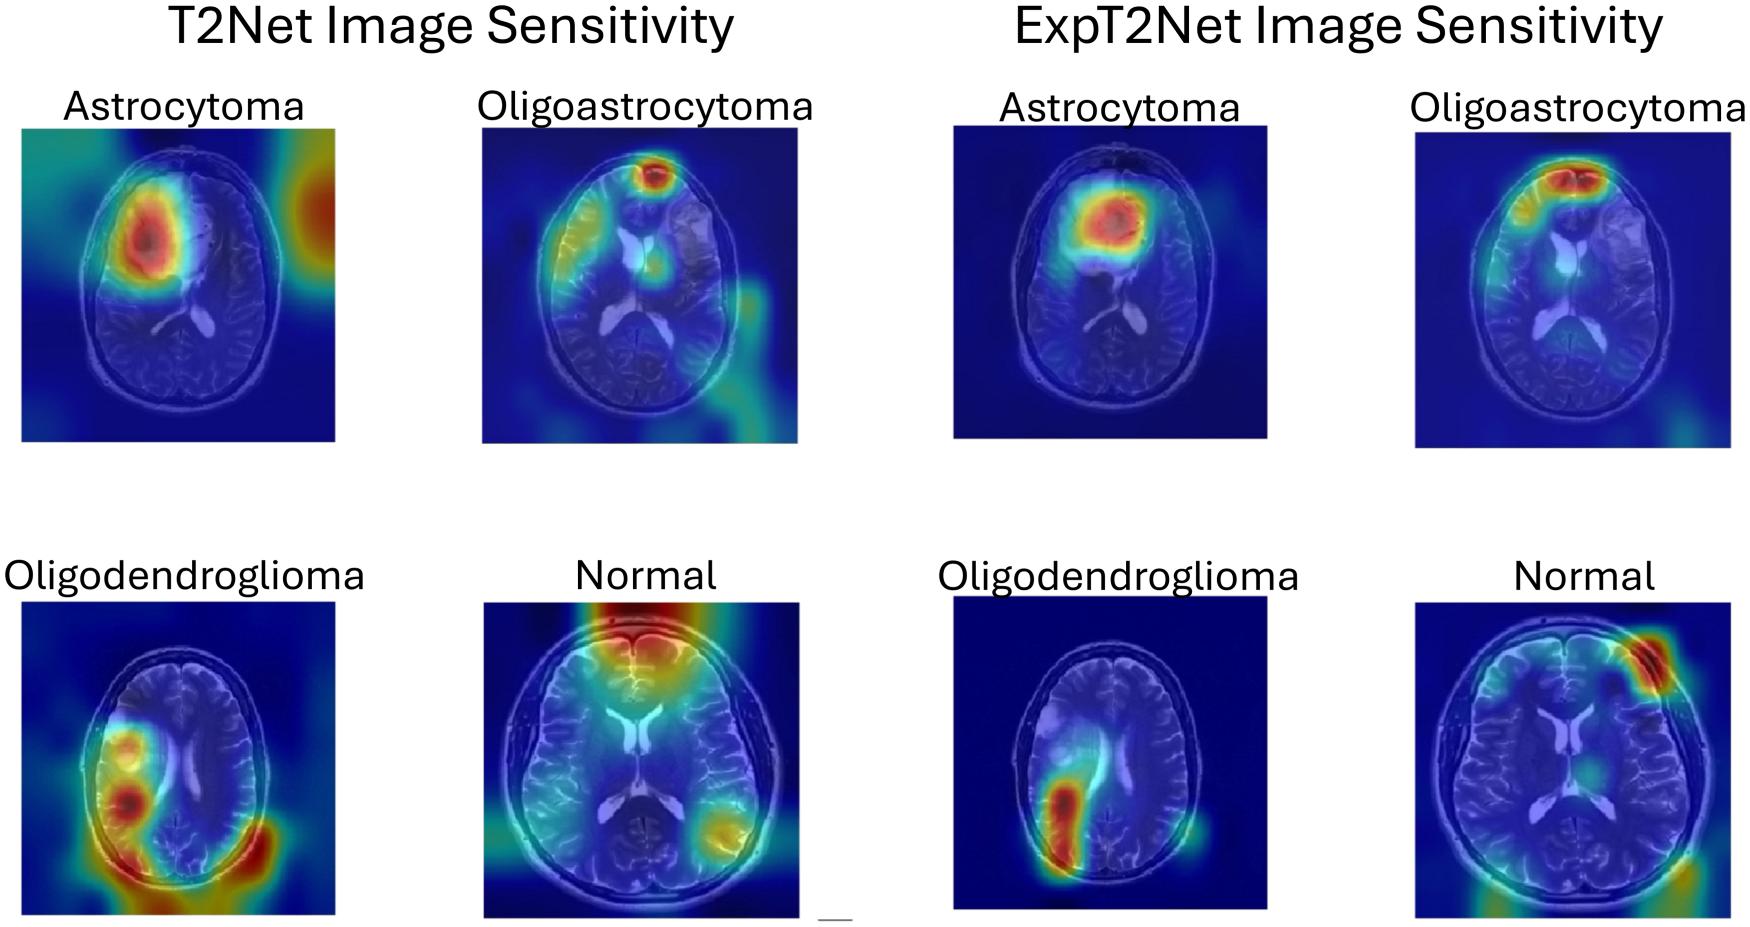 T2Net Image Sensitivity
ExpT2Net Image Sensitivity
Astrocytoma
Oligoastrocytoma
Astrocytoma
Oligoastrocytoma
Oligodendroglioma
Normal
Oligodendroglioma
Normal